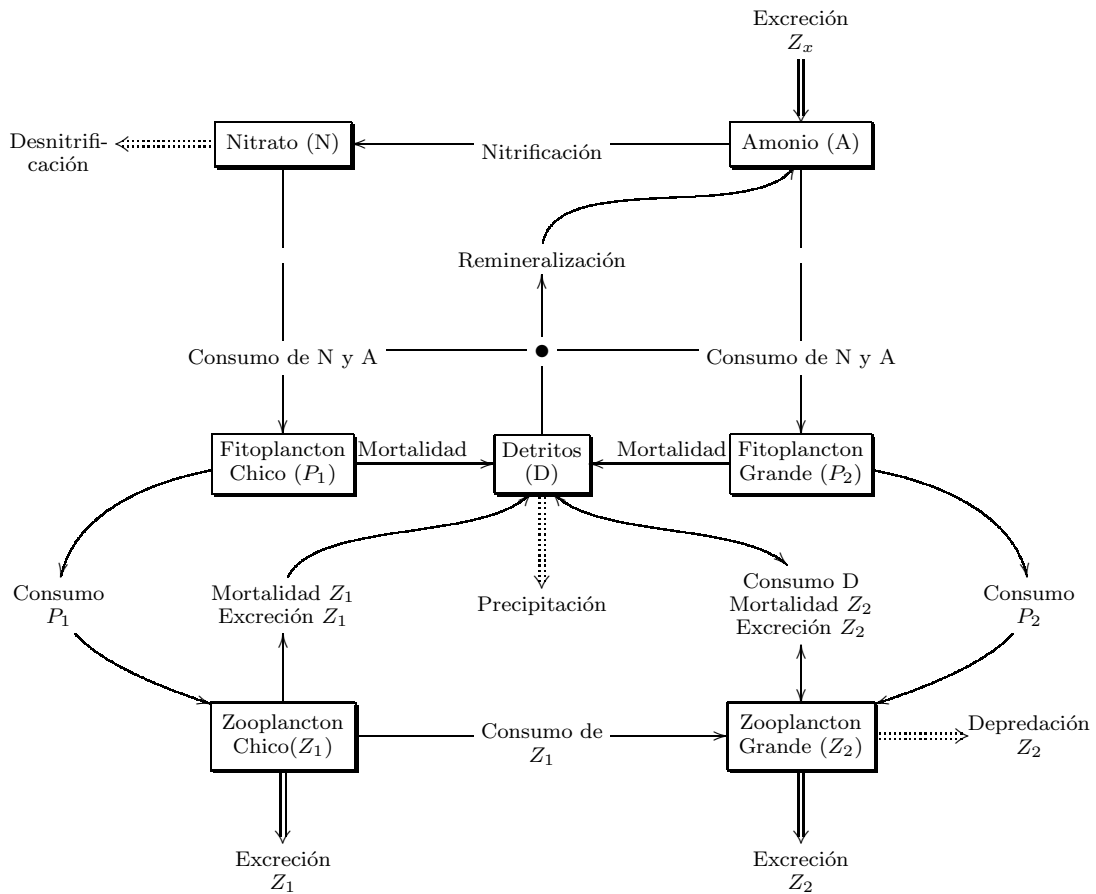 Excreción
Z_x
Desnitrifi-
cación
Nitrato (N)
Nitrificación
Amonio (A)
Remineralización
Consumo de N y A
Consumo de N y A
Fitoplancton
Chico (P_1)
Mortalidad
Detritos
(D)
Mortalidad
Fitoplancton
Grande (P_2)
Consumo
P_1
Mortalidad Z_1
Excreción Z_1
Precipitación
Consumo D
Mortalidad Z_2
Excreción Z_2
Consumo
P_2
Zooplancton
Chico(Z_1)
Consumo de
Z_1
Zooplancton
Grande (Z_2)
Depredación
Z_2
Excreción
Z_1
Excreción
Z_2